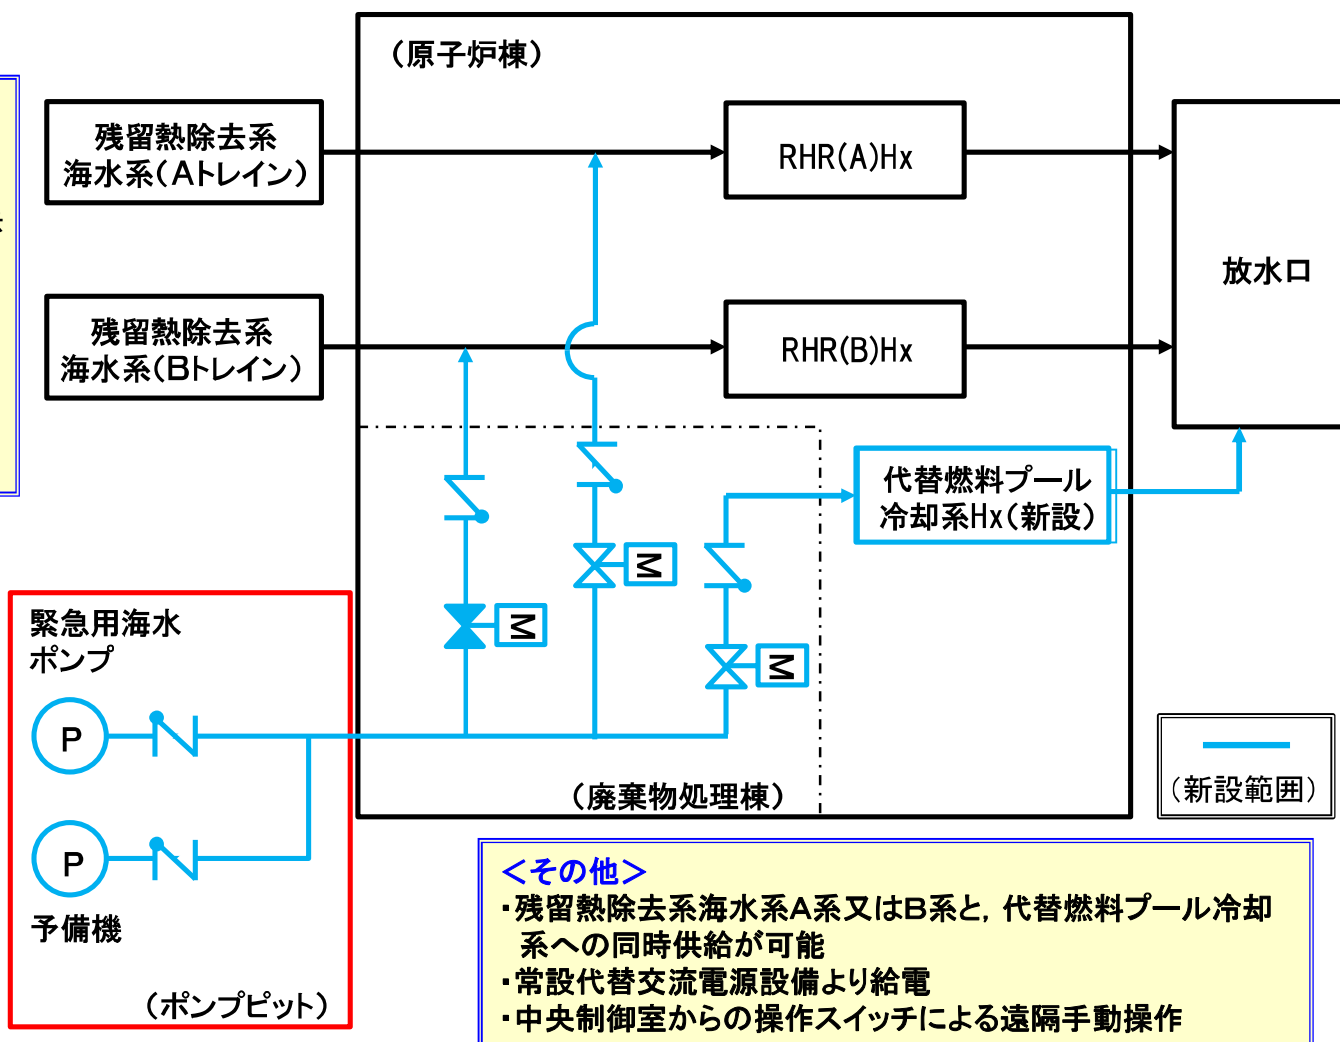 （原子炉棟）
残留熱除去系
海水系（Aトレイン）
RHR(A)Hx
放水口
残留熱除去系
海水系（Bトレイン）
RHR(B)Hx
代替燃料プール
冷却系Hx（新設）
M
M
M
緊急用海水
ポンプ
P
P
予備機
（ポンプピット）
（廃棄物処理棟）
（新設範囲）
＜その他＞
・残留熱除去系海水系A系又はB系と，代替燃料プール冷却
系への同時供給が可能
・常設代替交流電源設備より給電
・中央制御室からの操作スイッチによる遠隔手動操作